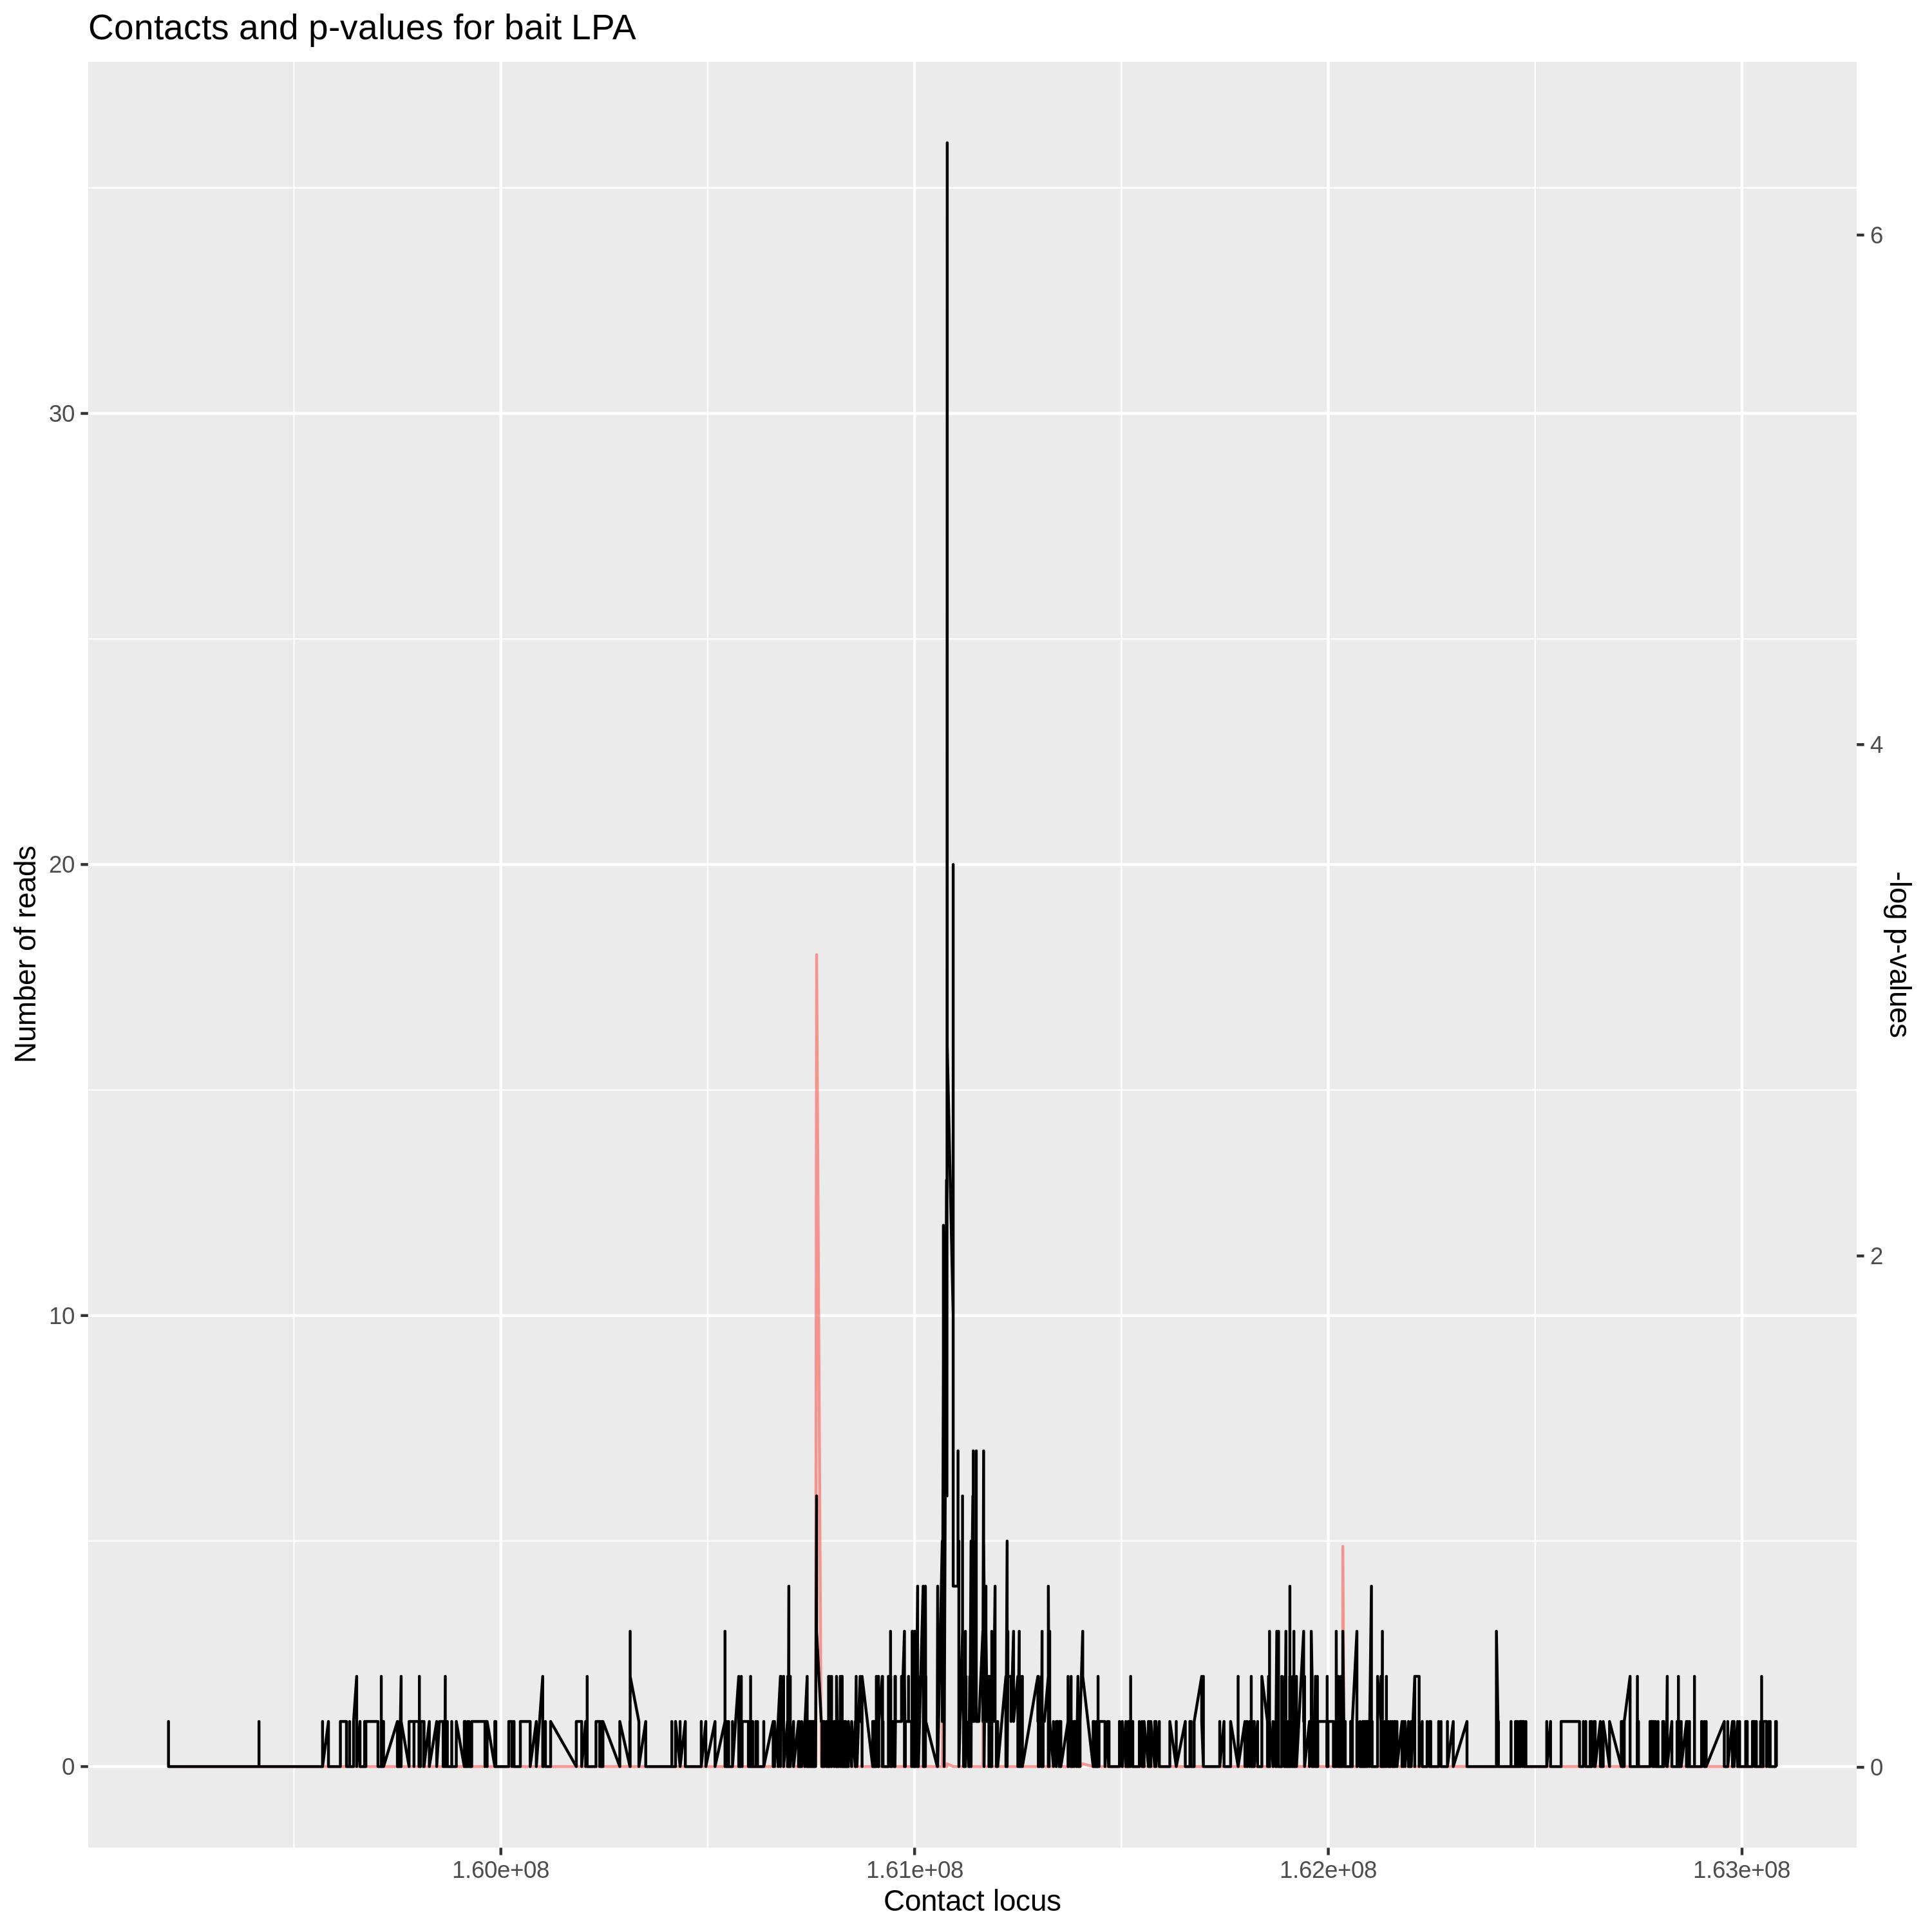 Contacts and p-values for bait LPA
Number of reads
30
20
10
0
6
4
2
0
-log p-values
1.60e+08
1.61e+08
1.62e+08
1.63e+08
Contact locus